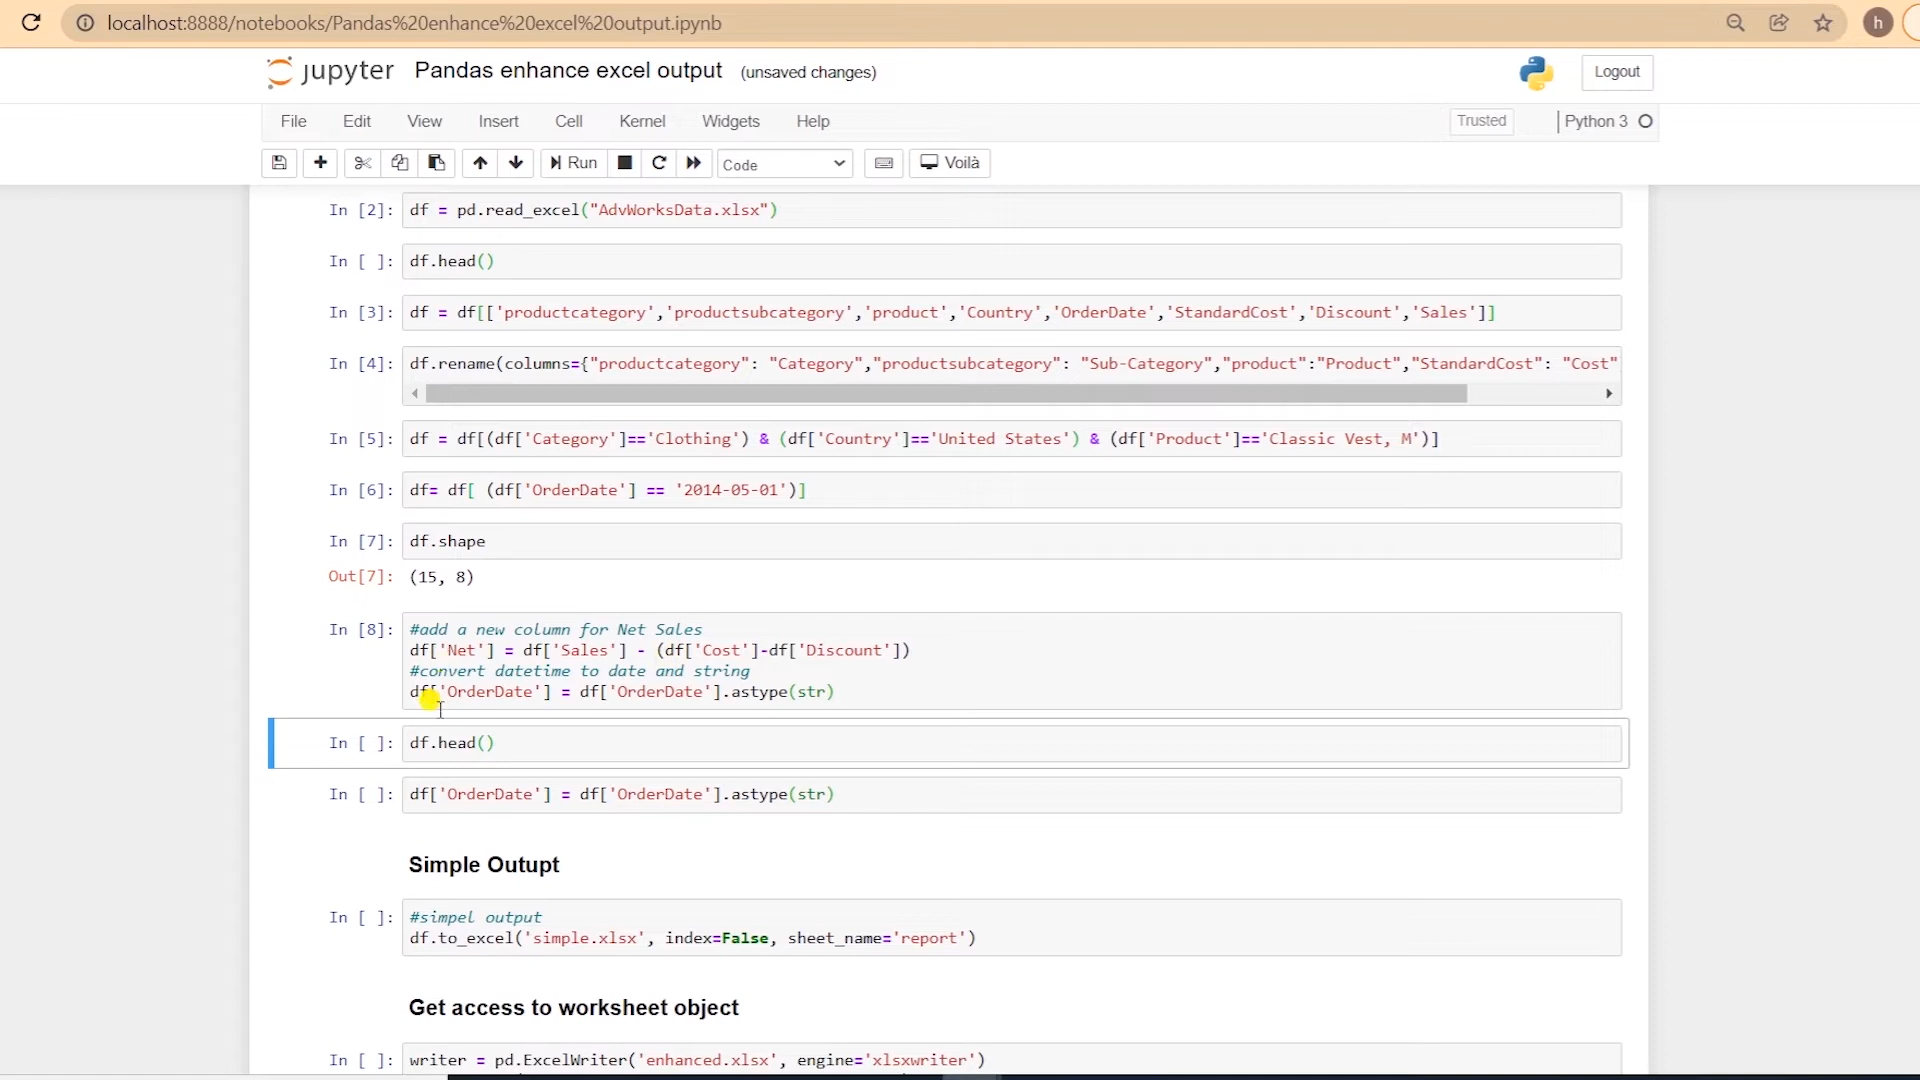 localhost:8888/notebooks/Pandas%20enhance%20excel%20output.ipynb
h
jupyter Pandas enhance excel output (unsaved changes)
Logout
File Edit View Insert Cell Kernel Widgets Help
Trusted
Python 3
Run
Code
Voilà
In [2]: df = pd.read_excel("AdvWorksData.xlsx")
In [ ]: df.head()
In [3]: df = df[['productcategory','productsubcategory','product','Country','OrderDate','StandardCost','Discount','Sales']]
In [4]: df.rename(columns={"productcategory": "Category","productsubcategory": "Sub-Category","product":"Product","StandardCost": "Cost"
In [5]: df = df[(df['Category']=='Clothing') & (df['Country']=='United States') & (df['Product']=='Classic Vest, M')]
In [6]: df= df[ (df['OrderDate'] == '2014-05-01')]
In [7]: df.shape
Out[7]: (15, 8)
In [8]: #add a new column for Net Sales
df['Net'] = df['Sales'] - (df['Cost']-df['Discount'])
#convert datetime to date and string
df['OrderDate'] = df['OrderDate'].astype(str)
In [ ]: df.head()
In [ ]: df['OrderDate'] = df['OrderDate'].astype(str)
Simple Outupt
In [ ]: #simpel output
df.to_excel('simple.xlsx', index=False, sheet_name='report')
Get access to worksheet object
In [ ]: writer = pd.ExcelWriter('enhanced.xlsx', engine='xlsxwriter')